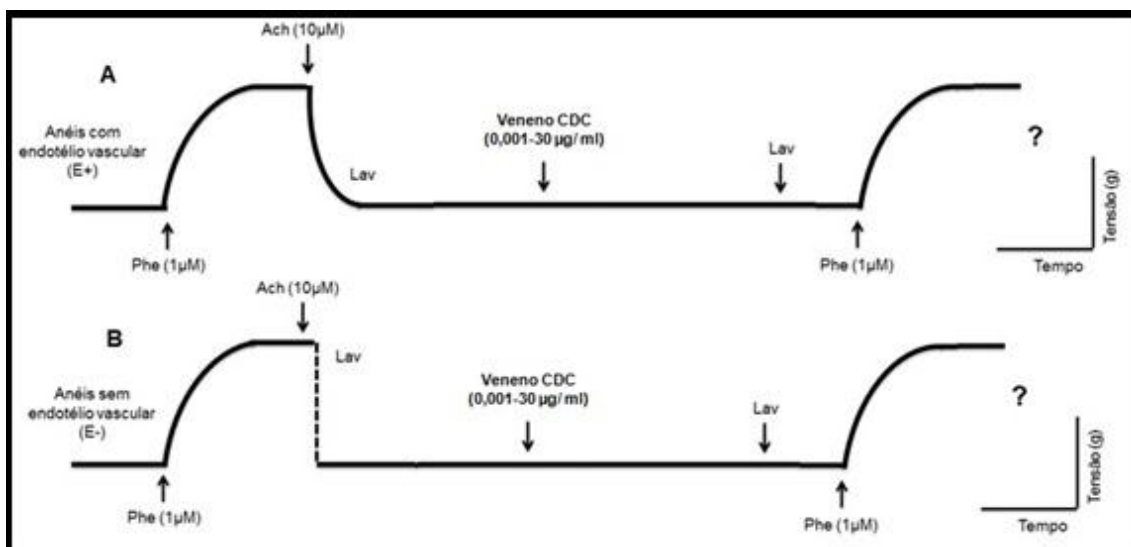 Ach (10µM)
A
Anéis com
endotélio vascular
(E+)
Lav
Veneno CDC
(0,001-30 µg/ ml)
Lav
?
Phe (1µM)
Phe (1µM)
Tensão (g)
Tempo
Ach (10µM)
B
Anéis sem
endotélio vascular
(E-)
Lav
Veneno CDC
(0,001-30 µg/ ml)
Lav
?
Phe (1µM)
Phe (1µM)
Tensão (g)
Tempo